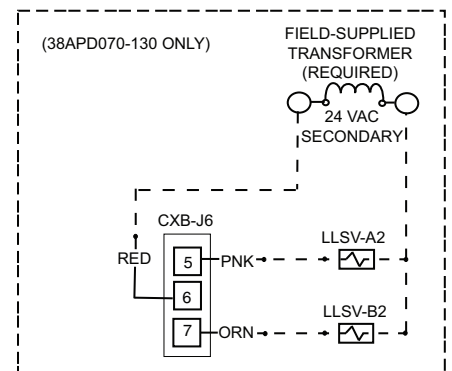 (38APD070-130 ONLY)
FIELD-SUPPLIED
TRANSFORMER
(REQUIRED)
24 VAC
SECONDARY
CXB-J6
LLSV-A2
RED
5
PNK
6
LLSV-B2
7
ORN